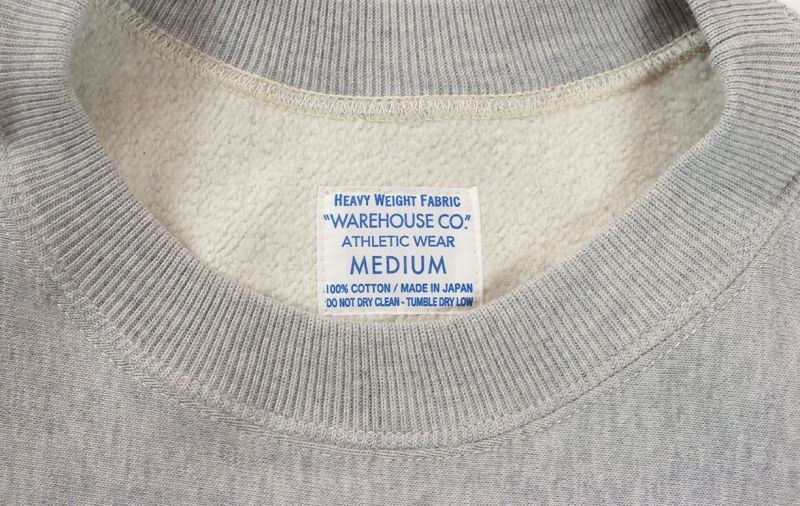 HEAVY WEIGHT FABRIC
"WAREHOUSE CO."
ATHLETIC WEAR
MEDIUM
100% COTTON / MADE IN JAPAN
DO NOT DRY CLEAN - TUMBLE DRY LOW